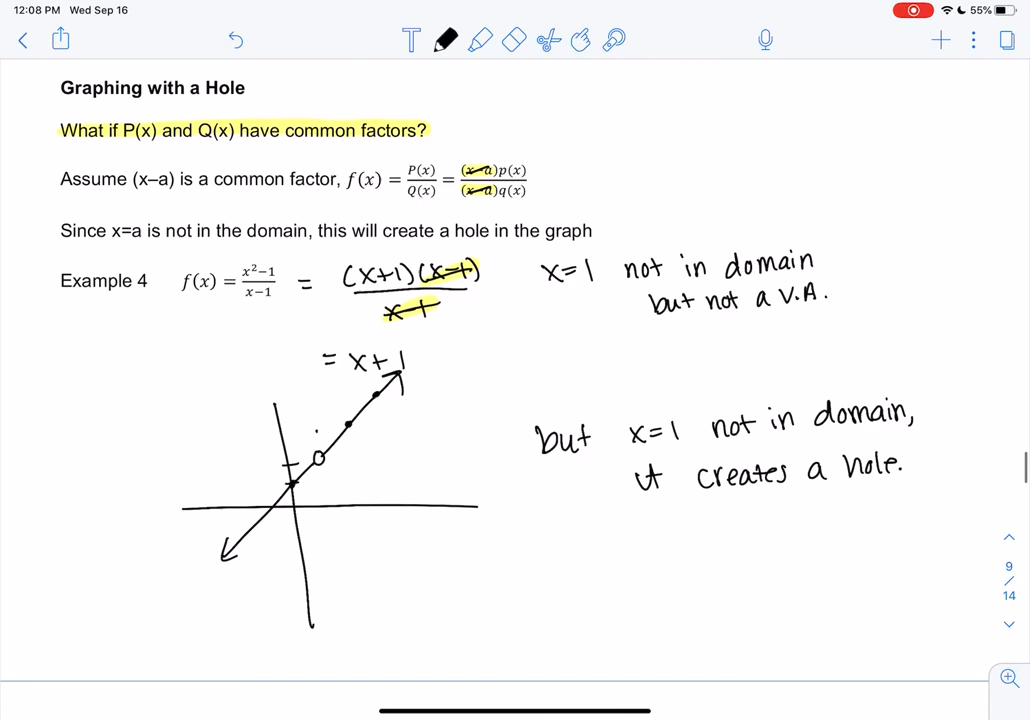 12:08 PM Wed Sep 16
55%
T
Graphing with a Hole
What if P(x) and Q(x) have common factors?
Assume (x–a) is a common factor, f(x) = P(x)/Q(x) = (x−a)p(x)/(x−a)q(x)
Since x=a is not in the domain, this will create a hole in the graph
Example 4 f(x) = x²−1/x−1 = (x+1)(x−1)/x−1
x=1 not in domain
but not a V.A.
= x+1
but x=1 not in domain,
it creates a hole.
9
/
14